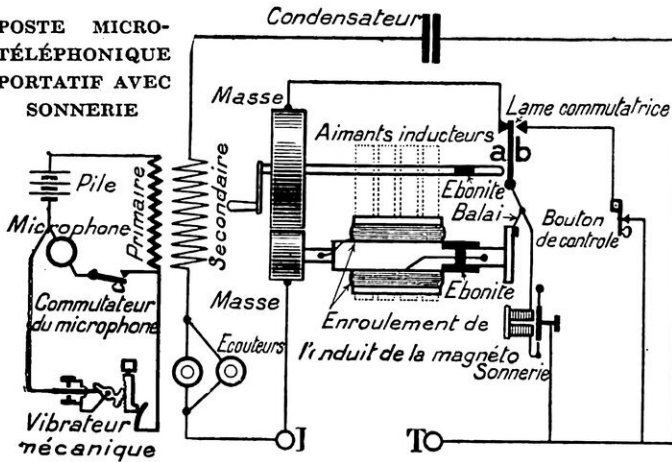 POSTE MICRO-
TÉLÉPHONIQUE
PORTATIF AVEC
SONNERIE
Condensateur
Masse
Lame commutatrice
Aimants inducteurs
a b
Pile
Primaire
Secondaire
Ebonite
Balai
Bouton
de controle
Microphone
Commutateur
du microphone
Masse
Ebonite
Enroulement de
l'induit de la magnéto
Sonnerie
Ecouteurs
Vibrateur
mécanique
J
T